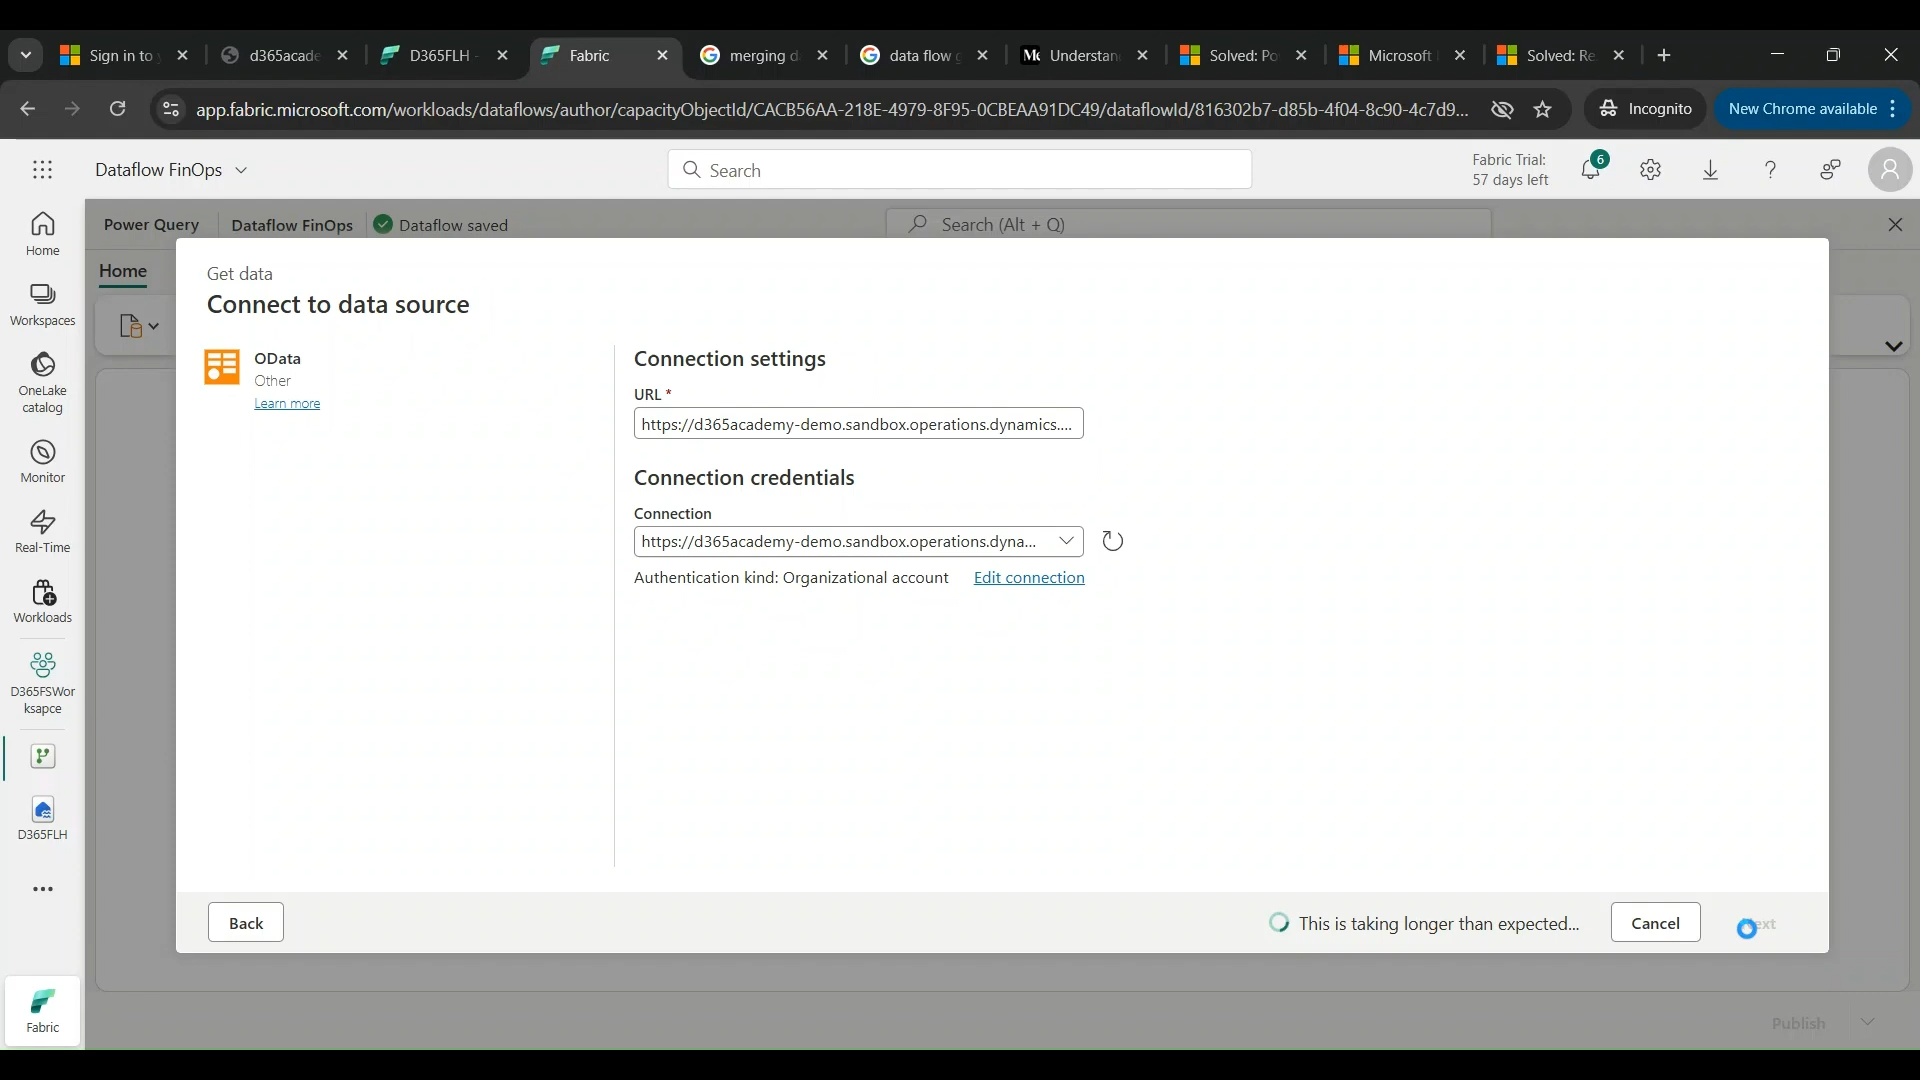 Sign in to
d365acade
D365FLH -
Fabric
merging d
data flow
Understan
Solved: Po
Microsoft
Solved: Re
app.fabric.microsoft.com/workloads/dataflows/author/capacityObjectId/CACB56AA-218E-4979-8F95-0CBEAA91DC49/dataflowId/816302b7-d85b-4f04-8c90-4c7d9...
Incognito
New Chrome available
Dataflow FinOps
Search
Fabric Trial:
57 days left
6
Home
Workspaces
OneLake
catalog
Monitor
Real-Time
Workloads
D365FSWor
ksapce
D365FLH
Fabric
Power Query
Dataflow FinOps
Dataflow saved
Search (Alt + Q)
Home
Get data
Connect to data source
OData
Other
Learn more
Connection settings
URL *
https://d365academy-demo.sandbox.operations.dynamics....
Connection credentials
Connection
https://d365academy-demo.sandbox.operations.dyna...
Authentication kind: Organizational account
Edit connection
Back
This is taking longer than expected...
Cancel
Publish